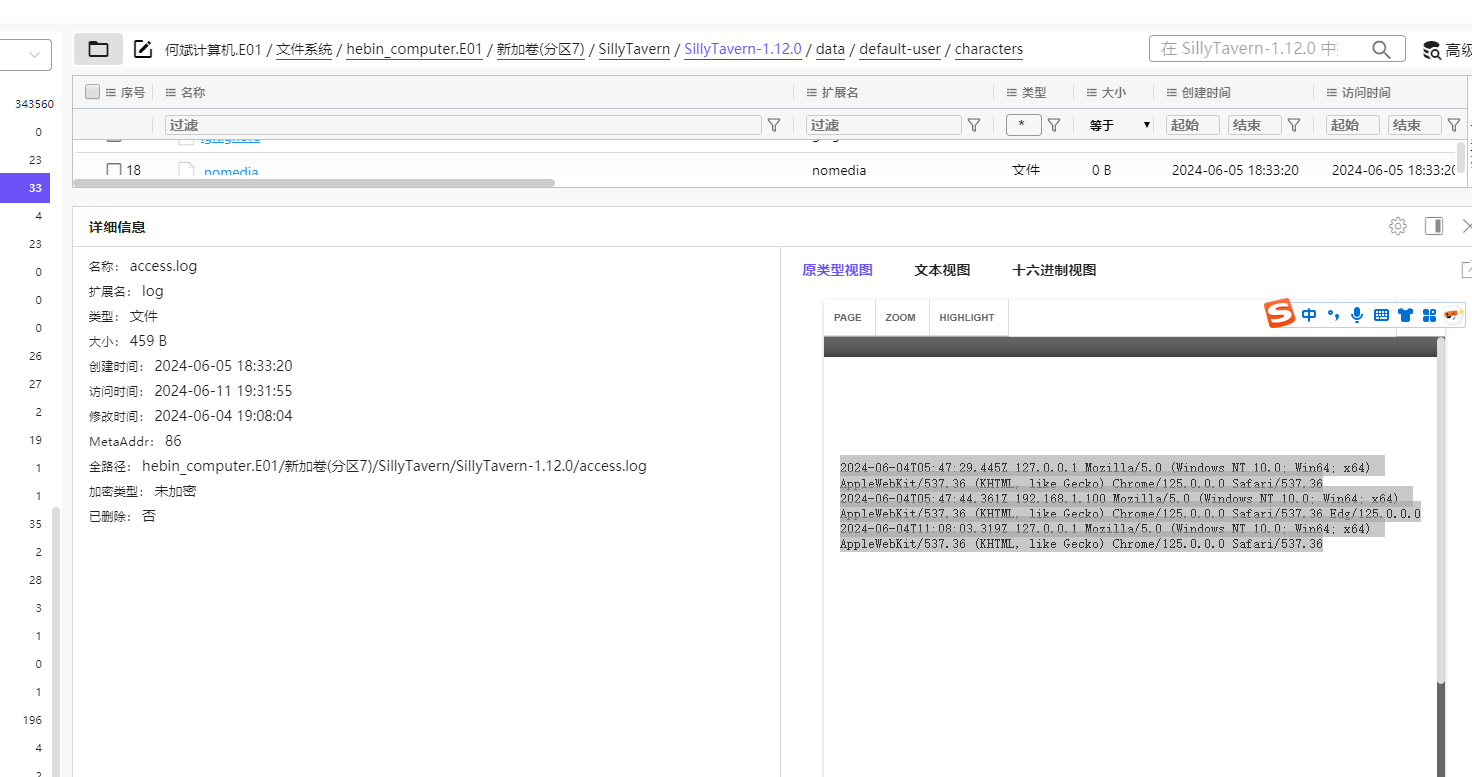 何斌计算机.E01 / 文件系统 / hebin_computer.E01 / 新加卷(分区7) / SillyTavern / SillyTavern-1.12.0 / data / default-user / characters
在 SillyTavern-1.12.0 中
高级
343560
0
23
33
4
23
0
0
0
26
27
2
19
1
1
35
2
28
3
1
0
1
196
4
2
序号 名称 扩展名 类型 大小 创建时间 访问时间
过滤 过滤 * 等于 起始 结束 起始 结束
18 nomedia nomedia 文件 0 B 2024-06-05 18:33:20 2024-06-05 18:33:20
详细信息
名称: access.log
扩展名: log
类型: 文件
大小: 459 B
创建时间: 2024-06-05 18:33:20
访问时间: 2024-06-11 19:31:55
修改时间: 2024-06-04 19:08:04
MetaAddr: 86
全路径: hebin_computer.E01/新加卷(分区7)/SillyTavern/SillyTavern-1.12.0/access.log
加密类型: 未加密
已删除: 否
原类型视图 文本视图 十六进制视图
PAGE ZOOM HIGHLIGHT
S 中
2024-06-04T05:47:29.445Z 127.0.0.1 Mozilla/5.0 (Windows NT 10.0; Win64; x64)
AppleWebKit/537.36 (KHTML, like Gecko) Chrome/125.0.0.0 Safari/537.36
2024-06-04T05:47:44.361Z 192.168.1.100 Mozilla/5.0 (Windows NT 10.0; Win64; x64)
AppleWebKit/537.36 (KHTML, like Gecko) Chrome/125.0.0.0 Safari/537.36 Edg/125.0.0.0
2024-06-04T11:08:03.319Z 127.0.0.1 Mozilla/5.0 (Windows NT 10.0; Win64; x64)
AppleWebKit/537.36 (KHTML, like Gecko) Chrome/125.0.0.0 Safari/537.36